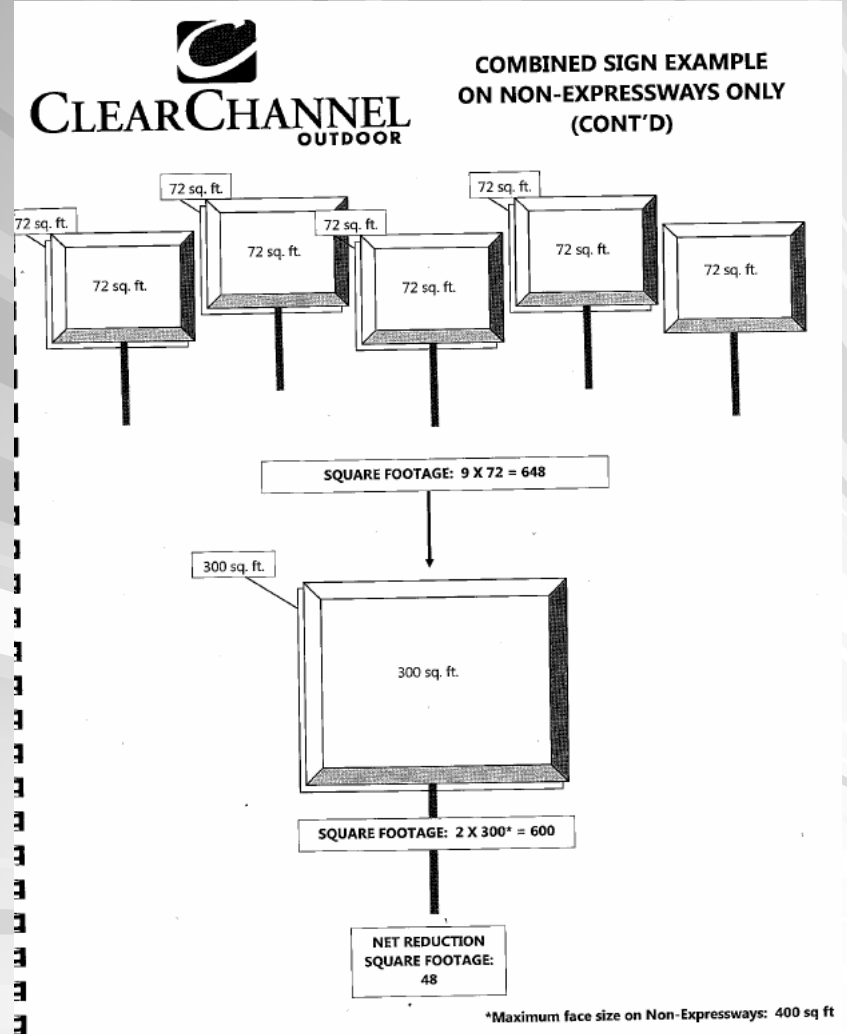 CLEARCHANNEL
OUTDOOR
COMBINED SIGN EXAMPLE
ON NON-EXPRESSWAYS ONLY
(CONT'D)
72 sq. ft.
72 sq. ft.
72 sq. ft.
72 sq. ft.
72 sq. ft.
72 sq. ft.
72 sq. ft.
72 sq. ft.
72 sq. ft.
SQUARE FOOTAGE: 9 X 72 = 648
300 sq. ft.
300 sq. ft.
SQUARE FOOTAGE: 2 X 300* = 600
NET REDUCTION
SQUARE FOOTAGE:
48
*Maximum face size on Non-Expressways: 400 sq ft